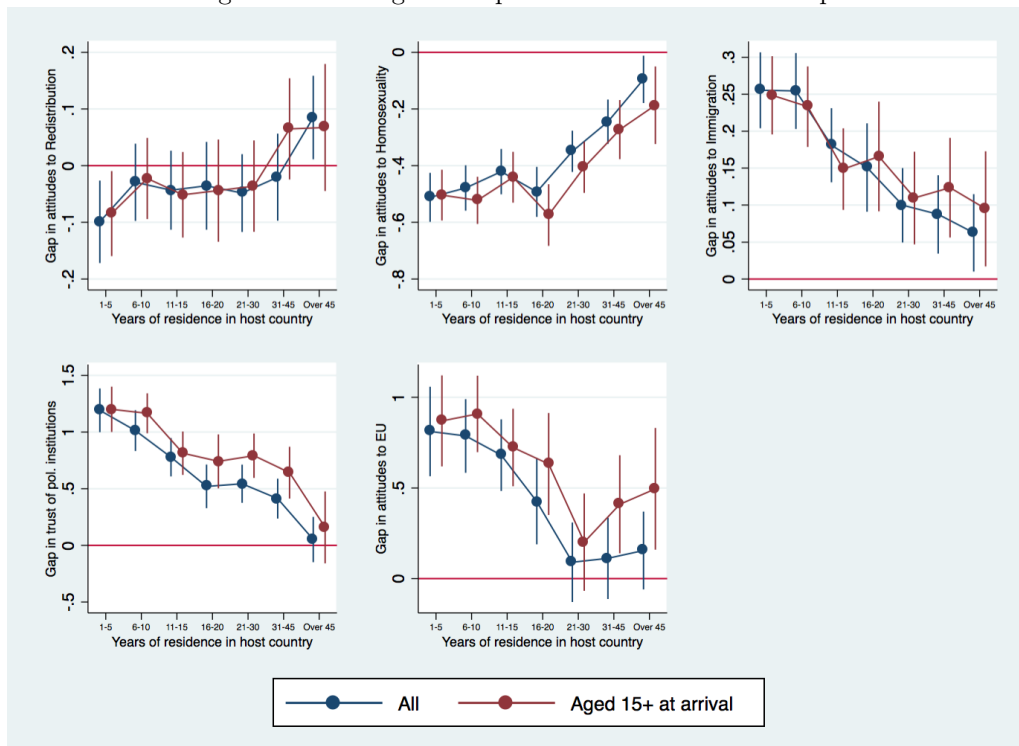 Gap in attitudes to Redistribution
.2
.1
0
-.1
-.2
1-5 6-10 11-15 16-20 21-30 31-45 Over 45
Years of residence in host country
Gap in attitudes to Homosexuality
0
-.2
-.4
-.6
-.8
1-5 6-10 11-15 16-20 21-30 31-45 Over 45
Years of residence in host country
Gap in attitudes to Immigration
.3
.25
.2
.15
.1
.05
0
1-5 6-10 11-15 16-20 21-30 31-45 Over 45
Years of residence in host country
Gap in trust of pol. institutions
1.5
1
.5
0
-.5
1-5 6-10 11-15 16-20 21-30 31-45 Over 45
Years of residence in host country
Gap in attitudes to EU
1
.5
0
1-5 6-10 11-15 16-20 21-30 31-45 Over 45
Years of residence in host country
All Aged 15+ at arrival